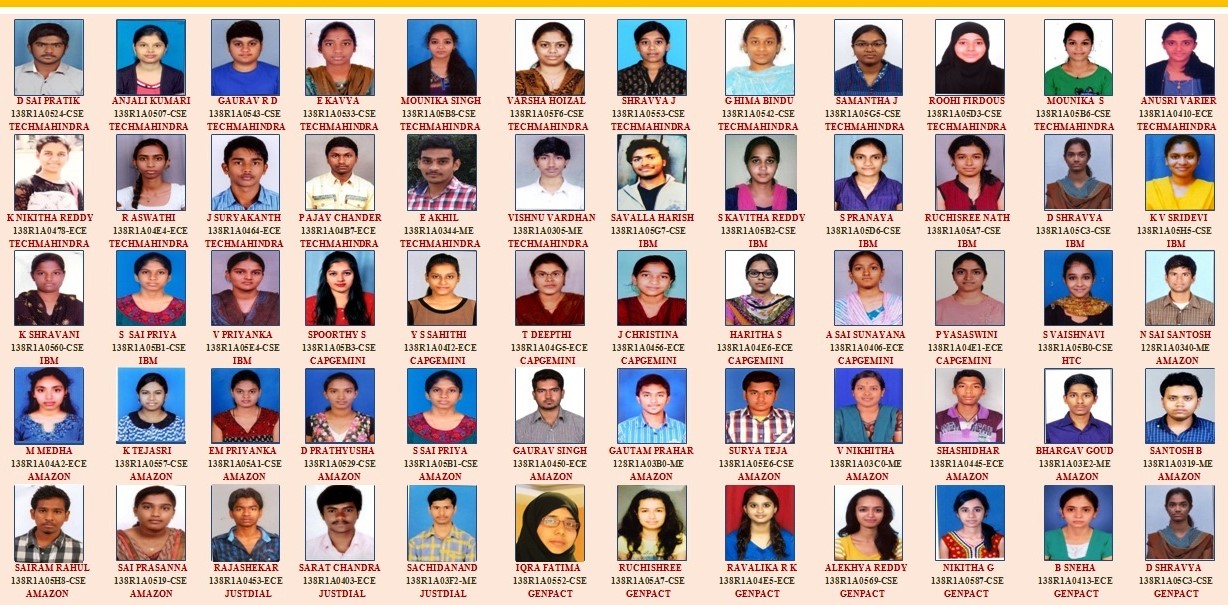 D SAI PRATIK ANJALI KUMARI GAURAV R D E KAVYA MOUNIKA SINGH VARSHA HOIZAL SHRAVYA J G HIMA BINDU SAMANTHA J ROOHI FIRDOUS MOUNIKA S ANUSRI VARIER
138R1A0524-CSE 138R1A0507-CSE 138R1A0543-CSE 138R1A0533-CSE 138R1A05B8-CSE 138R1A05F6-CSE 138R1A0553-CSE 138R1A0542-CSE 138R1A05G5-CSE 138R1A05D3-CSE 138R1A05B6-CSE 138R1A0410-ECE
TECHMAHINDRA TECHMAHINDRA TECHMAHINDRA TECHMAHINDRA TECHMAHINDRA TECHMAHINDRA TECHMAHINDRA TECHMAHINDRA TECHMAHINDRA TECHMAHINDRA TECHMAHINDRA TECHMAHINDRA
K NIKITHA REDDY R ASWATHI J SURYAKANTH P AJAY CHANDER E AKHIL VISHNU VARDHAN SAVALLA HARISH S KAVITHA REDDY S PRANAYA RUCHISREE NATH D SHRAVYA K V SRIDEVI
138R1A0478-ECE 138R1A04E4-ECE 138R1A0464-ECE 138R1A04B7-ECE 138R1A0344-ME 138R1A0305-ME 138R1A05G7-CSE 138R1A05B2-CSE 138R1A05D6-CSE 138R1A05A7-CSE 138R1A05C3-CSE 138R1A05H5-CSE
TECHMAHINDRA TECHMAHINDRA TECHMAHINDRA TECHMAHINDRA TECHMAHINDRA TECHMAHINDRA IBM IBM IBM IBM IBM IBM
K SHRAVANI S SAI PRIYA V PRIYANKA SPOORTHY S Y S SAHITHI T DEEPTHI J CHRISTINA HARITHA S A SAI SUNAYANA P YASASWINI S VAISHNAVI N SAI SANTOSH
138R1A0560-CSE 138R1A05B1-CSE 138R1A05E4-CSE 138R1A05B3-CSE 138R1A04I2-ECE 138R1A04G5-ECE 138R1A0456-ECE 138R1A04E6-ECE 138R1A0406-ECE 138R1A04E1-ECE 138R1A05B0-CSE 128R1A0340-ME
IBM IBM IBM CAPGEMINI CAPGEMINI CAPGEMINI CAPGEMINI CAPGEMINI CAPGEMINI CAPGEMINI HTC AMAZON
M MEDHA K TEJASRI EM PRIYANKA D PRATHYUSHA S SAI PRIYA GAURAV SINGH GAUTAM PRAHAR SURYA TEJA V NIKHITHA SHASHIDHAR BHARGAV GOUD SANTOSH B
138R1A04A2-ECE 138R1A0557-CSE 138R1A05A1-CSE 138R1A0529-CSE 138R1A05B1-CSE 138R1A0450-ECE 128R1A03B0-ME 138R1A05E6-CSE 138R1A03C0-ME 138R1A0445-ECE 138R1A03E2-ME 138R1A0319-ME
AMAZON AMAZON AMAZON AMAZON AMAZON AMAZON AMAZON AMAZON AMAZON AMAZON AMAZON AMAZON
SAIRAM RAHUL SAI PRASANNA RAJASHEKAR SARAT CHANDRA SACHIDANAND IQRA FATIMA RUCHISHREE RAVALIKA R K ALEKHYA REDDY NIKITHA G B SNEHA D SHRAVYA
138R1A05H8-CSE 138R1A0519-CSE 138R1A0453-ECE 138R1A0403-ECE 138R1A03F2-ME 138R1A0552-CSE 138R1A05A7-CSE 138R1A04E5-ECE 138R1A0569-CSE 138R1A0587-CSE 138R1A0413-ECE 138R1A05C3-CSE
AMAZON AMAZON JUSTDIAL JUSTDIAL JUSTDIAL GENPACT GENPACT GENPACT GENPACT GENPACT GENPACT GENPACT